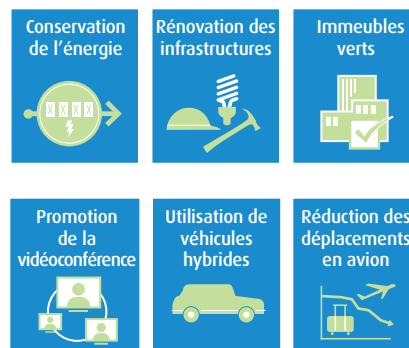 Conservation
de l'énergie
Rénovation des
infrastructures
Immeubles
verts
X X X X
Promotion
de la
vidéoconférence
Utilisation de
véhicules
hybrides
Réduction des
déplacements
en avion